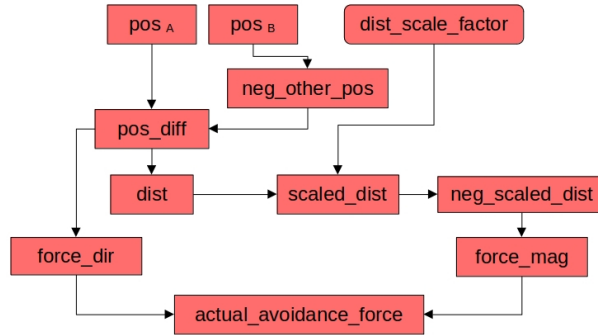 pos A
pos B
dist_scale_factor
neg_other_pos
pos_diff
dist
scaled_dist
neg_scaled_dist
force_dir
force_mag
actual_avoidance_force